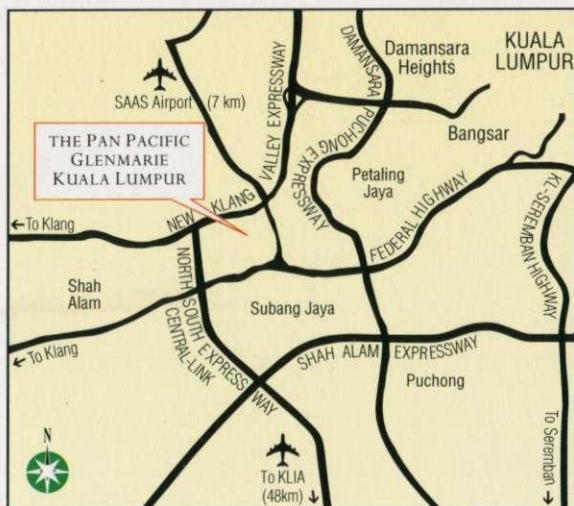 KUALA
LUMPUR
Damansara
Heights
DAMANSARA PUCHONG EXPRESSWAY
SAAS Airport (7 km)
Bangsar
THE PAN PACIFIC
GLENMARIE
KUALA LUMPUR
NEW KLANG VALLEY EXPRESSWAY
Petaling
Jaya
FEDERAL HIGHWAY
KL-SEREMBAN HIGHWAY
←To Klang
Shah
Alam
NORTH SOUTH EXPRESSWAY
CENTRAL-LINK
Subang Jaya
SHAH ALAM EXPRESSWAY
←To Klang
Puchong
To Seremban →
N
To KLIA
(48km) ↓